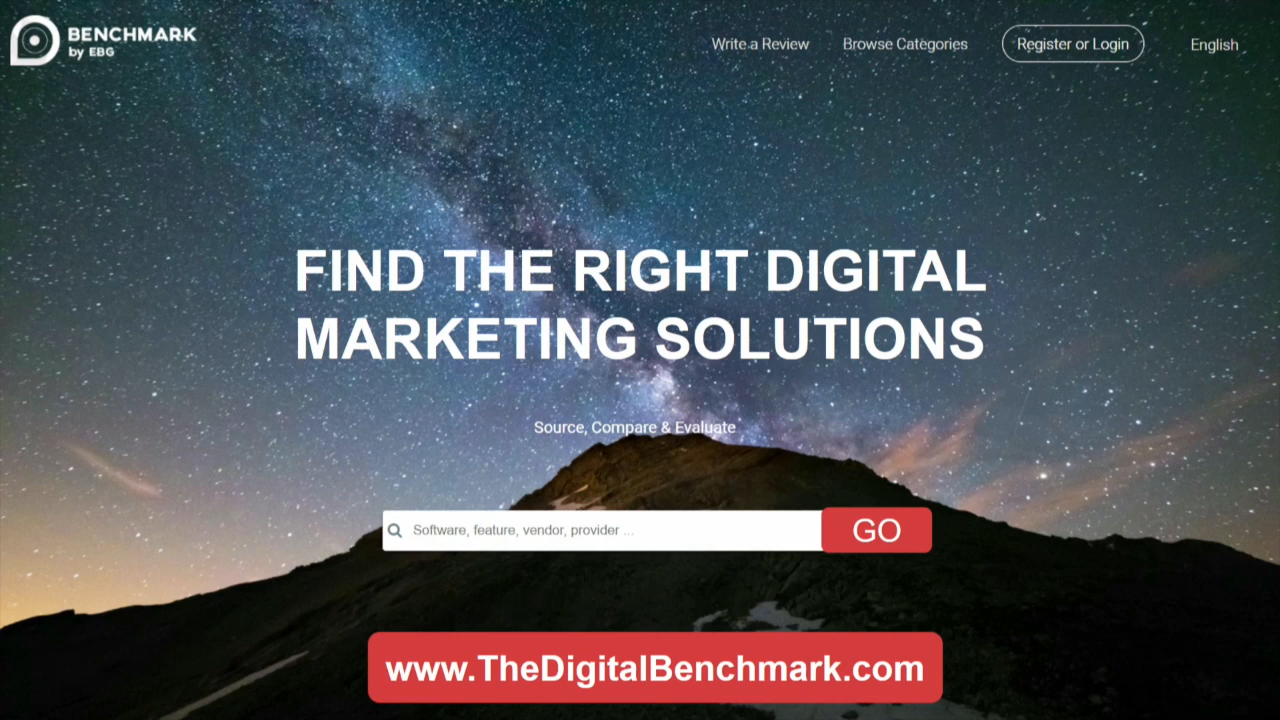 BENCHMARK
by EBG
Write a Review
Browse Categories
Register or Login
English
FIND THE RIGHT DIGITAL
MARKETING SOLUTIONS
Source, Compare & Evaluate
Software, feature, vendor, provider ...
GO
www.TheDigitalBenchmark.com